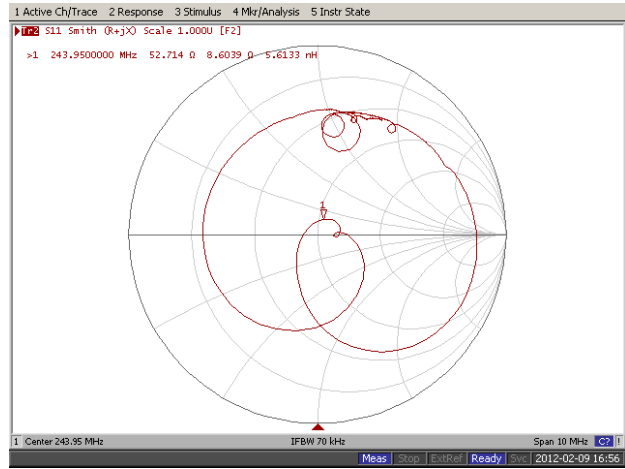 1 Active Ch/Trace 2 Response 3 Stimulus 4 Mkr/Analysis 5 Instr State
Tr2 S11 Smith (R+jX) Scale 1.000U [F2]
>1 243.9500000 MHz 52.714 Ω 8.6039 Ω 5.6133 nH
1
1 Center 243.95 MHz IFBW 70 kHz Span 10 MHz C? !
Meas Stop ExtRef Ready Svc 2012-02-09 16:56